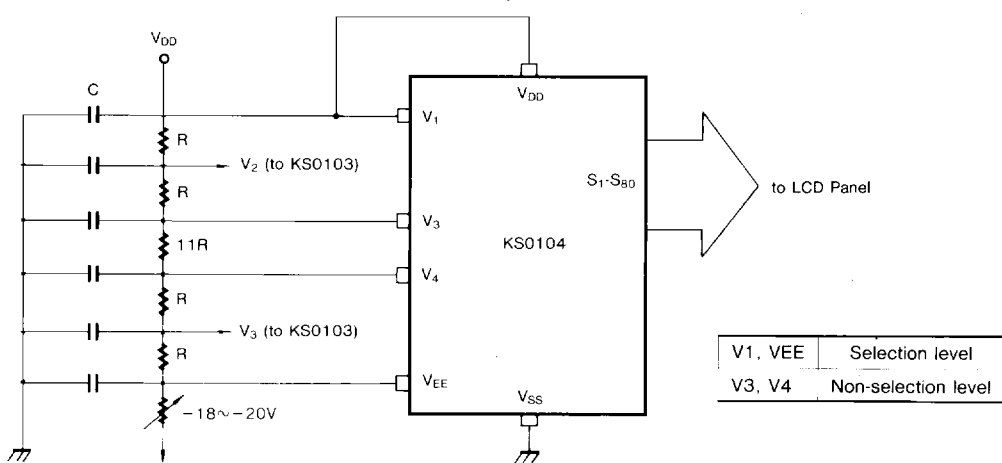 VDD
C
R
V2 (to KS0103)
R
11R
R
V3 (to KS0103)
R
-18~-20V
VDD
V1
V3
V4
VEE
VSS
S1-S80
KS0104
to LCD Panel
V1, VEE Selection level
V3, V4 Non-selection level